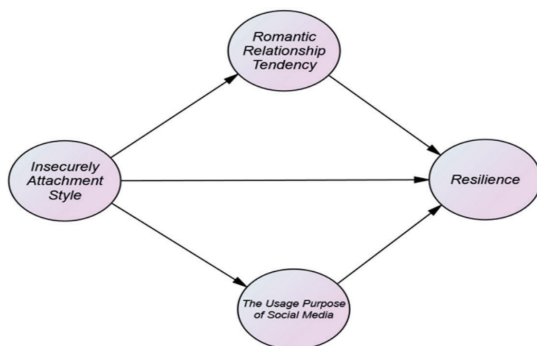 Romantic
Relationship
Tendency
Insecurely
Attachment
Style
Resilience
The Usage Purpose
of Social Media